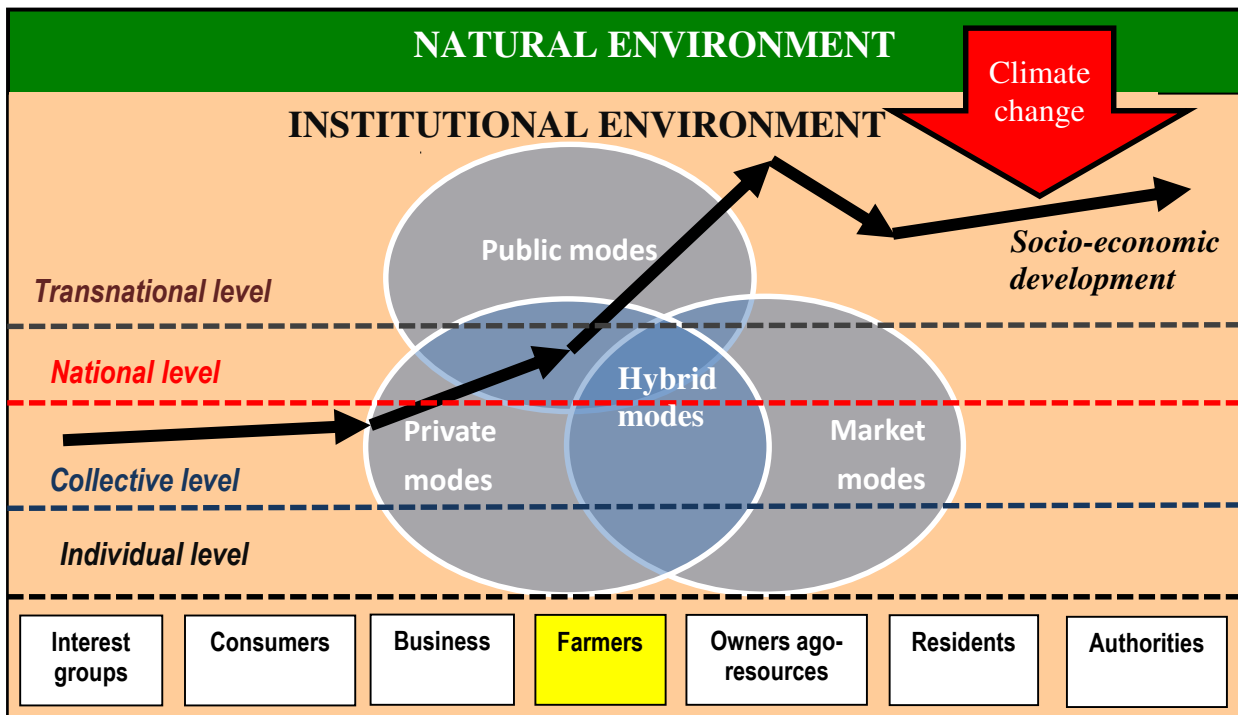 NATURAL ENVIRONMENT
Climate
change
INSTITUTIONAL ENVIRONMENT
Public modes
Socio-economic
development
Transnational level
National level
Hybrid
modes
Private
modes
Market
modes
Collective level
Individual level
Interest
groups
Consumers
Business
Farmers
Owners ago-
resources
Residents
Authorities